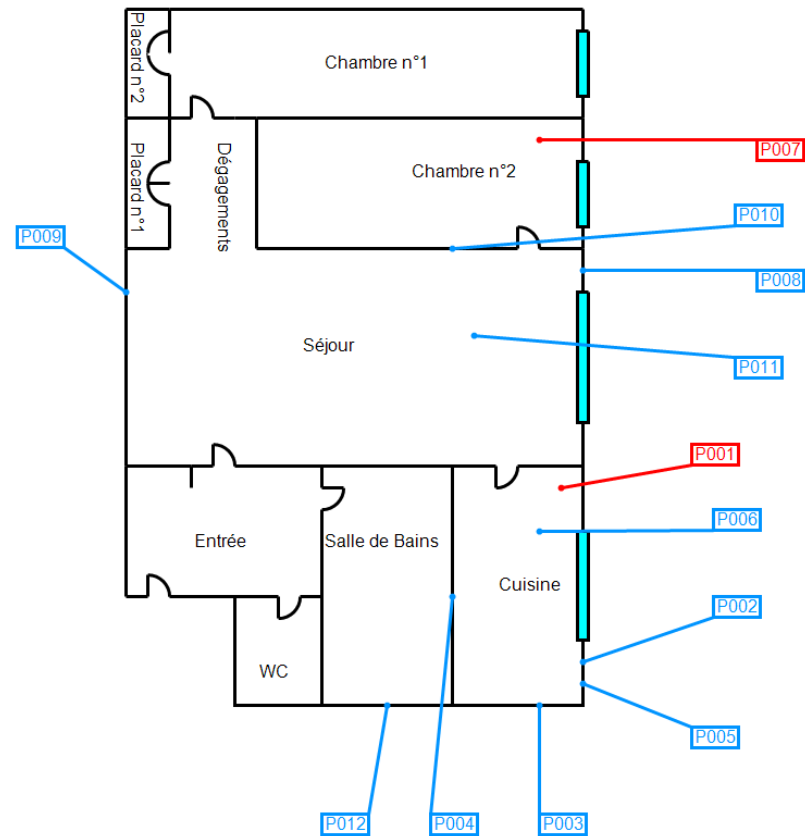 Placard n°2
Chambre n°1
P007
Placard n°1
Dégagements
Chambre n°2
P010
P009
P008
Séjour
P011
P001
P006
Entrée
Salle de Bains
Cuisine
P002
WC
P005
P012
P004
P003